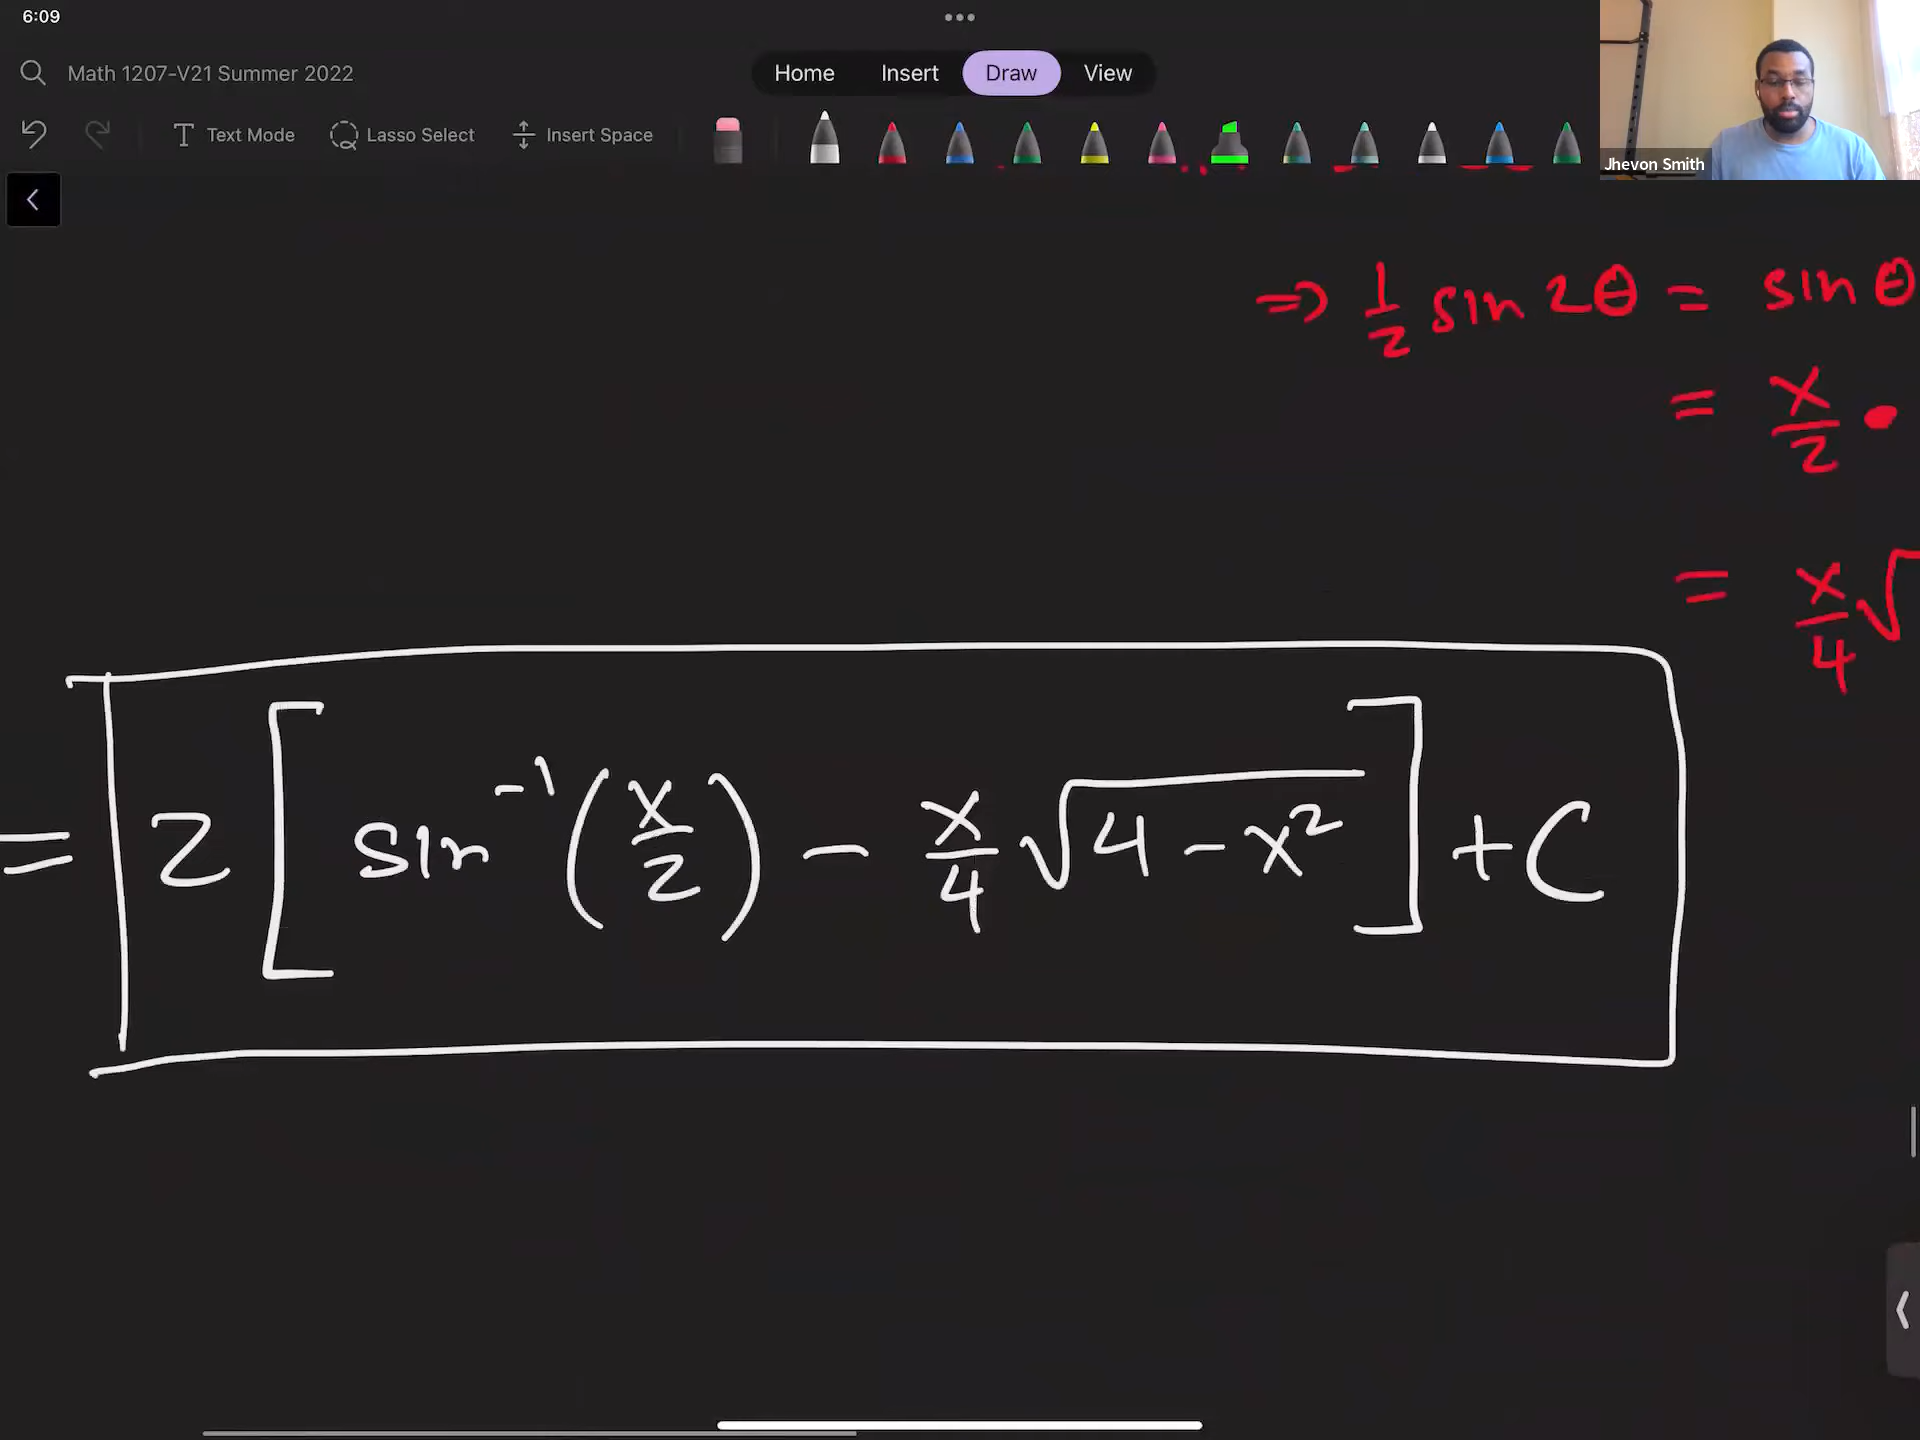 6:09
Math 1207-V21 Summer 2022
Home Insert Draw View
Text Mode Lasso Select Insert Space
Jhevon Smith
⇒ 1/2 sin 2θ = sin θ
= x/2 •
= x/4 √
= 2 [ sin⁻¹(x/2) − x/4 √(4 − x²) ] + C